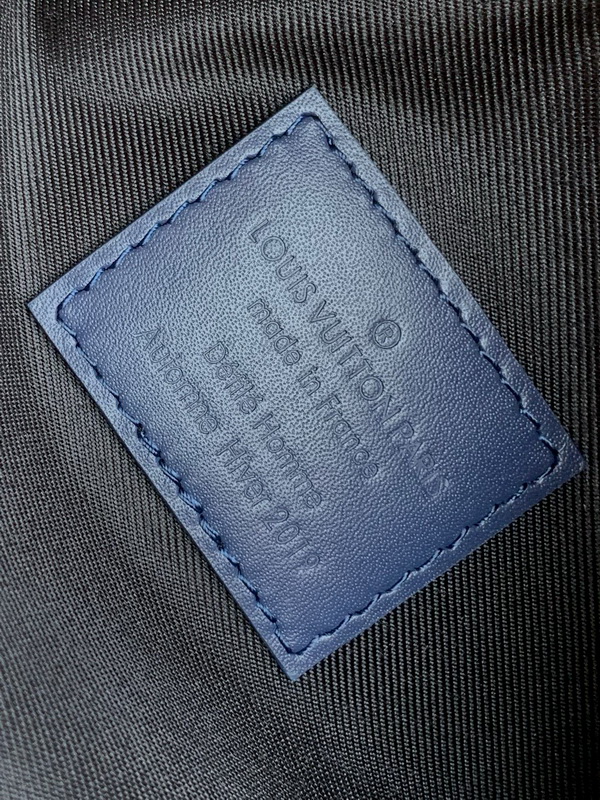 ®
LOUIS VUITTON PARIS
made in France
Défilé Homme
Automne Hiver 2019